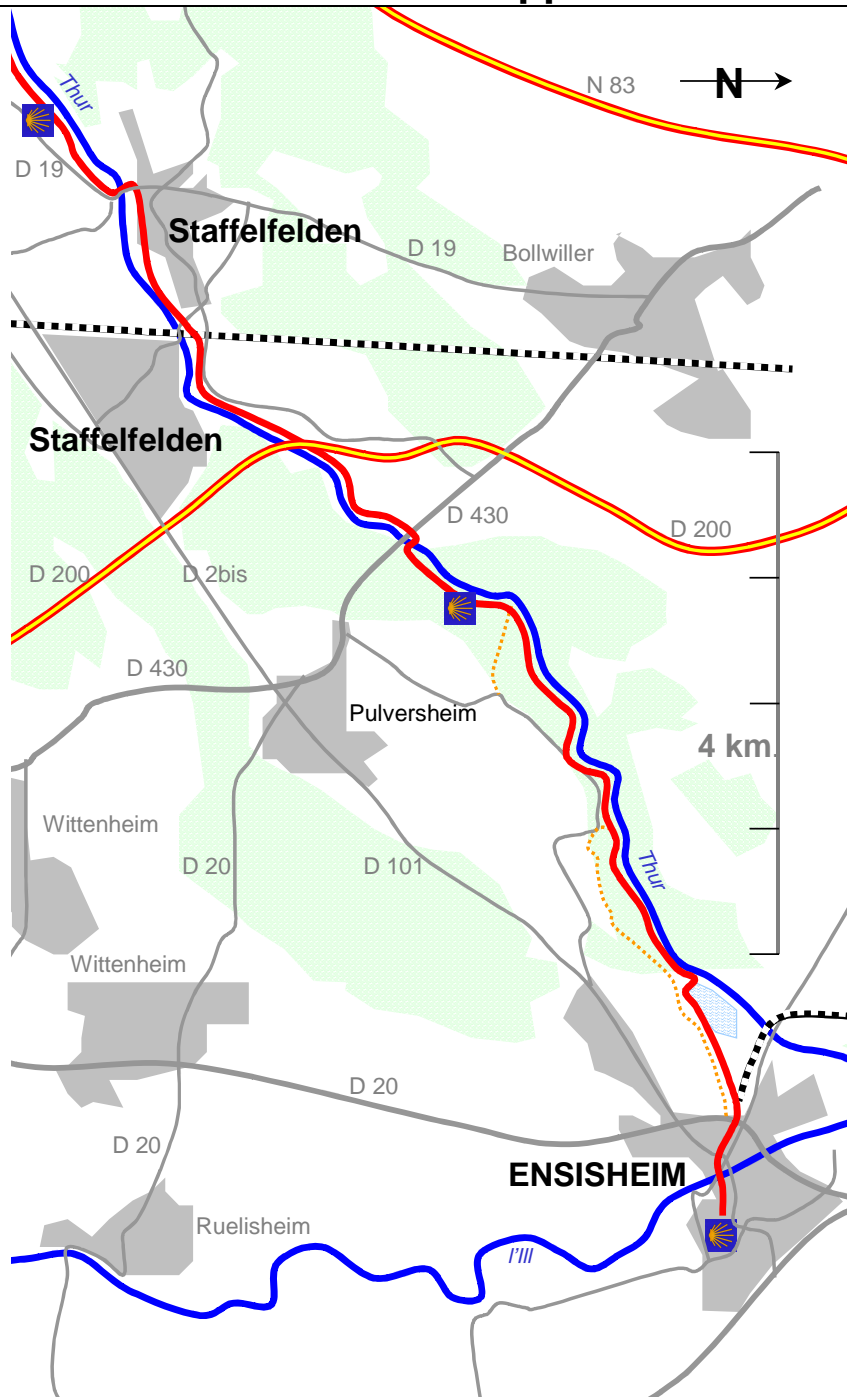 N 83
N
Thur
D 19
Staffelfelden
D 19
Bollwiller
Staffelfelden
D 430
D 200
D 200
D 2bis
D 430
Pulversheim
4 km
Wittenheim
D 20
D 101
Thur
Wittenheim
D 20
D 20
ENSISHEIM
Ruelisheim
l'Ill